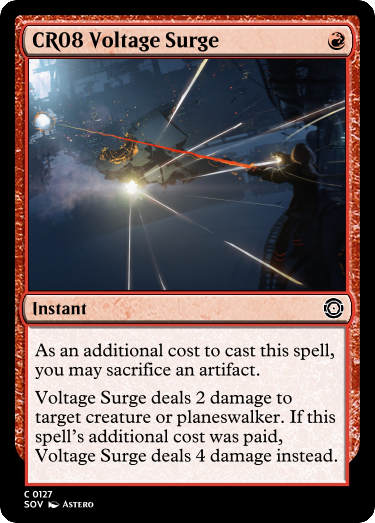 CR08 Voltage Surge
Instant
As an additional cost to cast this spell,
you may sacrifice an artifact.
Voltage Surge deals 2 damage to
target creature or planeswalker. If this
spell's additional cost was paid,
Voltage Surge deals 4 damage instead.
C 0127
SOV Astero